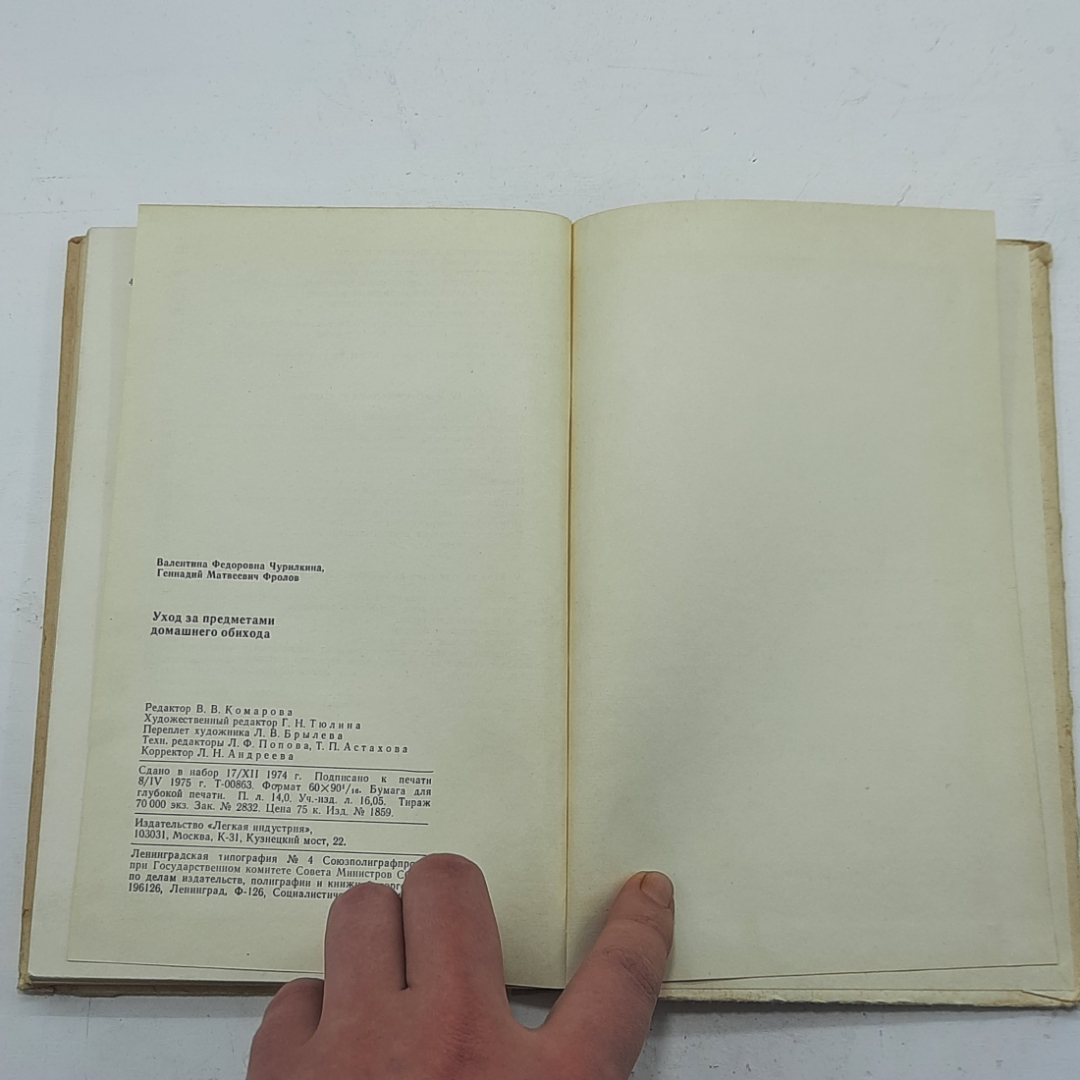 Валентина Федоровна Чурилкина,
Геннадий Матвеевич Фролов
Уход за предметами
домашнего обихода
Редактор В. В. Комарова
Художественный редактор Г. Н. Тюлина
Переплет художника Л. В. Брылева
Техн. редакторы Л. Ф. Попова, Т. П. Астахова
Корректор Л. Н. Андреева
Сдано в набор 17/XII 1974 г. Подписано к печати
8/IV 1975 г. Т-00863. Формат 60×90¹/₁₆. Бумага для
глубокой печати. П. л. 14,0. Уч.-изд. л. 16,05. Тираж
70 000 экз. Зак. № 2832. Цена 75 к. Изд. № 1859.
Издательство «Легкая индустрия»,
103031, Москва, К-31, Кузнецкий мост, 22.
Ленинградская типография № 4
при Государственном комитете Совета Министров
по делам издательств, полиграфии и
196126, Ленинград, Ф-126,